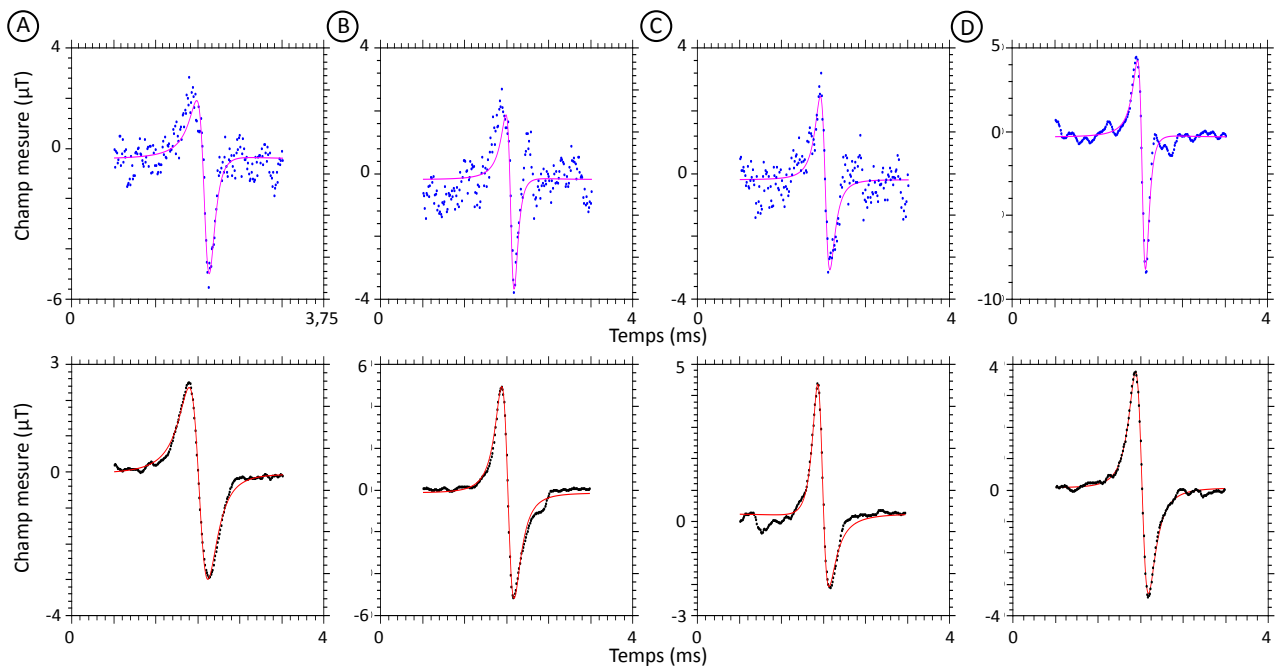 A B C D
Champ mesure (µT)
4 4 4 5
0 0 0 0
-6 -4 -4 -10
0 3,75 0 4 0 4 0 4
Temps (ms)
Champ mesure (µT)
3 6 5 4
0 0 0 0
-4 -6 -3 -4
0 4 0 4 0 4 0 4
Temps (ms)